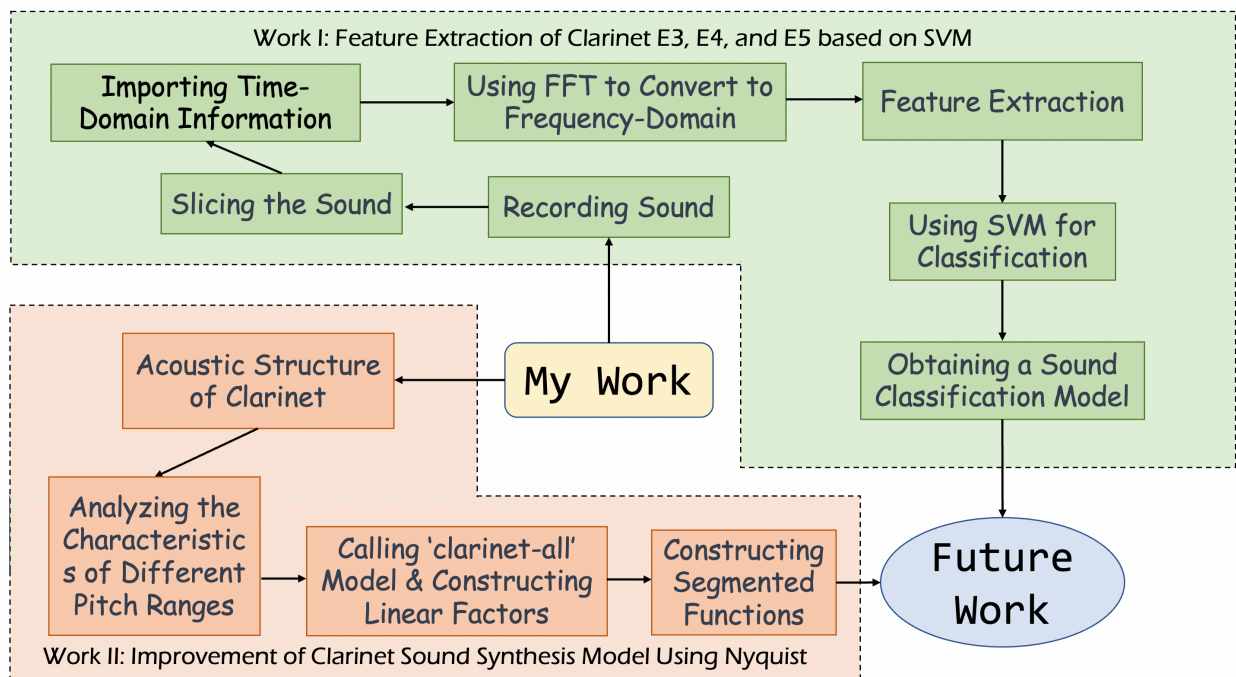 Work I: Feature Extraction of Clarinet E3, E4, and E5 based on SVM
Importing Time-
Domain Information
Using FFT to Convert to
Frequency-Domain
Feature Extraction
Slicing the Sound
Recording Sound
Using SVM for
Classification
Obtaining a Sound
Classification Model
My Work
Acoustic Structure
of Clarinet
Analyzing the
Characteristic
s of Different
Pitch Ranges
Calling ‘clarinet-all’
Model & Constructing
Linear Factors
Constructing
Segmented
Functions
Future
Work
Work II: Improvement of Clarinet Sound Synthesis Model Using Nyquist